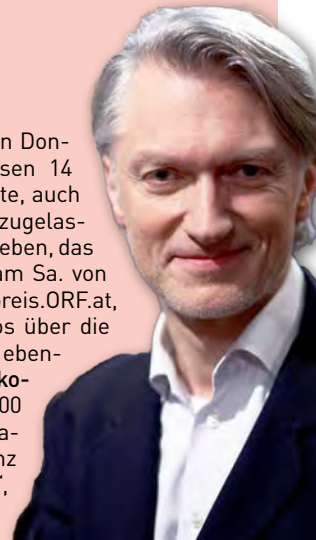 n Don-
sen 14
te, auch
zugelas-
eben, das
am Sa. von
preis.ORF.at,
os über die
eben-
ko-
00
a-
nz